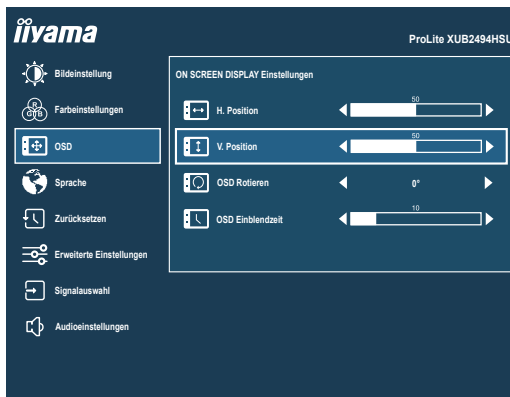 iiyama
ProLite XUB2494HSU
Bildeinstellung
Farbeinstellungen
R
G B
OSD
Sprache
Zurücksetzen
Erweiterte Einstellungen
Signalauswahl
Audioeinstellungen
ON SCREEN DISPLAY Einstellungen
H. Position
50
V. Position
50
OSD Rotieren
0°
OSD Einblendzeit
10